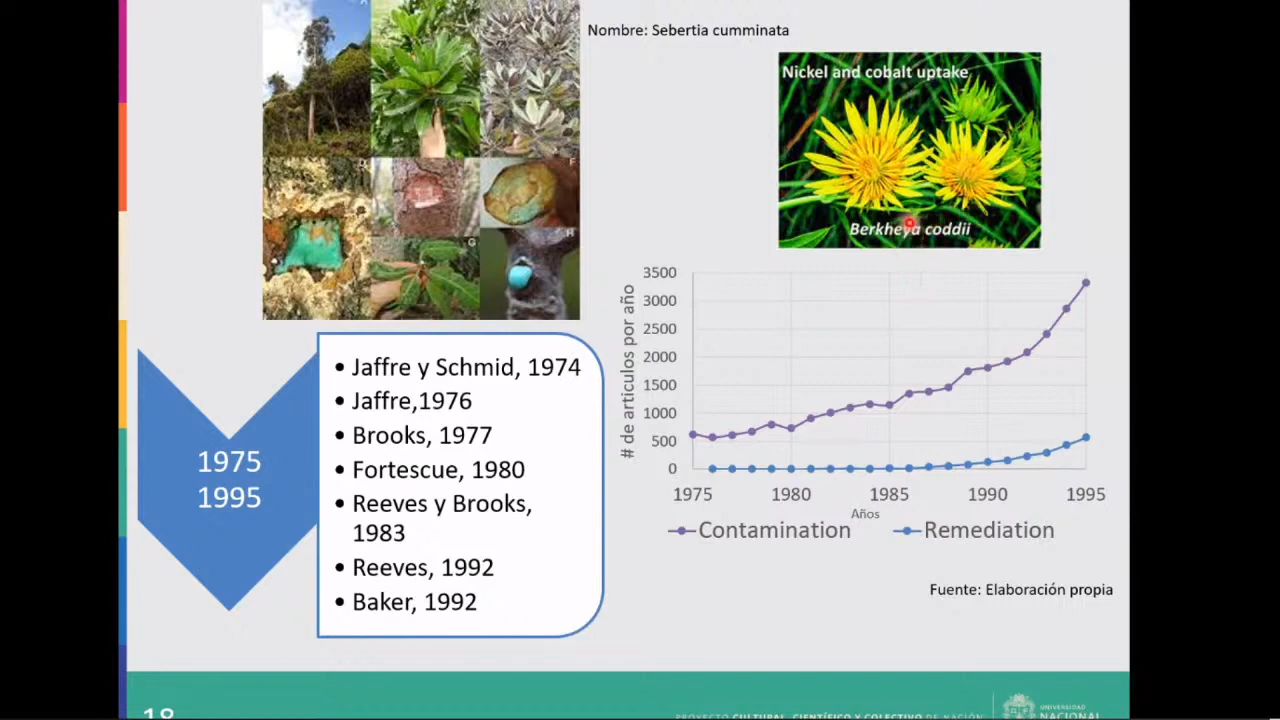 Nombre: Sebertia cumminata
Nickel and cobalt uptake
Berkheya coddii
D
F
G
H
1975
1995
• Jaffre y Schmid, 1974
• Jaffre,1976
• Brooks, 1977
• Fortescue, 1980
• Reeves y Brooks,
1983
• Reeves, 1992
• Baker, 1992
# de articulos por año
3500
3000
2500
2000
1500
1000
500
0
1975 1980 1985 1990 1995
Años
Contamination Remediation
Fuente: Elaboración propia
18
PROYECTO CULTURAL, CIENTÍFICO Y COLECTIVO DE NACIÓN
UNIVERSIDAD
NACIONAL